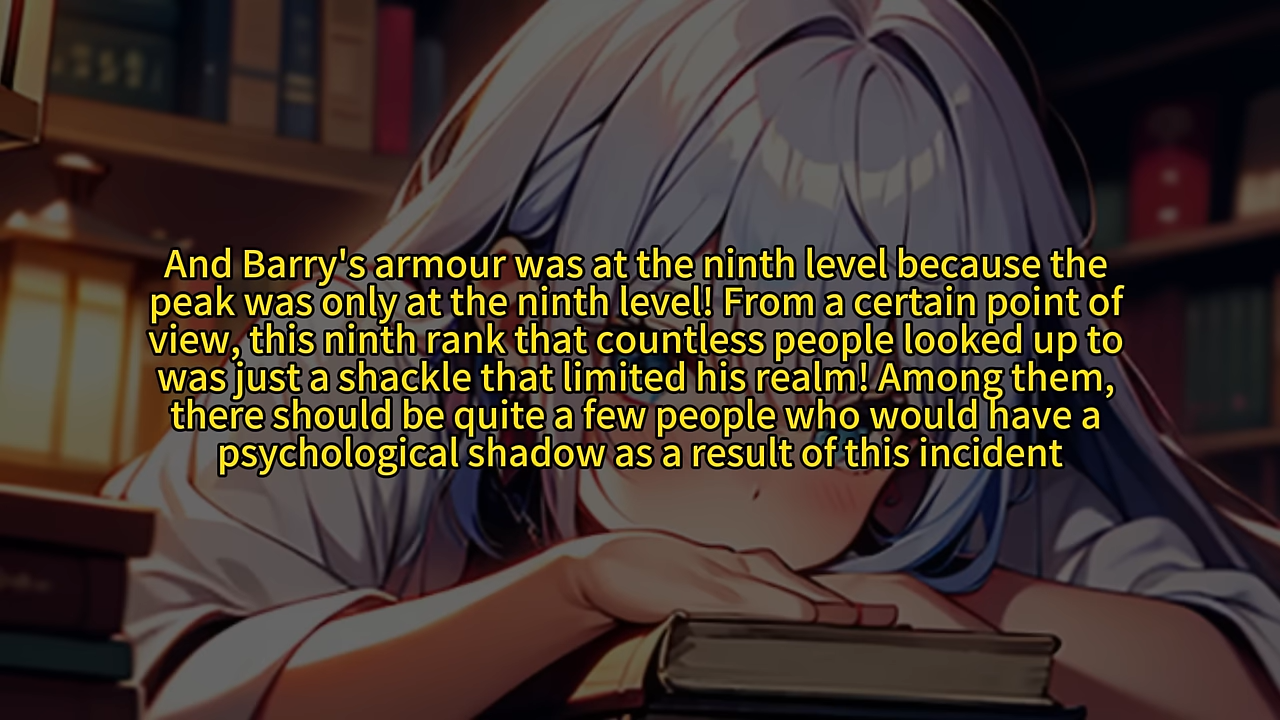 And Barry's armour was at the ninth level because the
peak was only at the ninth level! From a certain point of
view, this ninth rank that countless people looked up to
was just a shackle that limited his realm! Among them,
there should be quite a few people who would have a
psychological shadow as a result of this incident